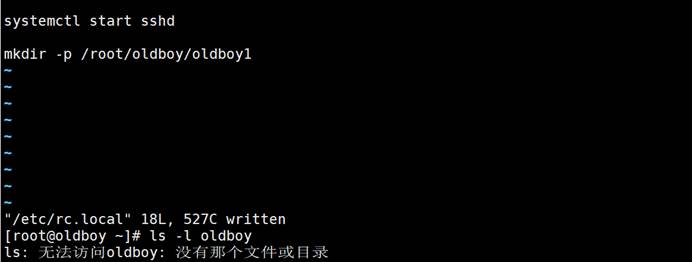 systemctl start sshd
mkdir -p /root/oldboy/oldboy1
~
~
~
~
~
~
~
~
~
"/etc/rc.local" 18L, 527C written
[root@oldboy ~]# ls -l oldboy
ls: 无法访问oldboy: 没有那个文件或目录